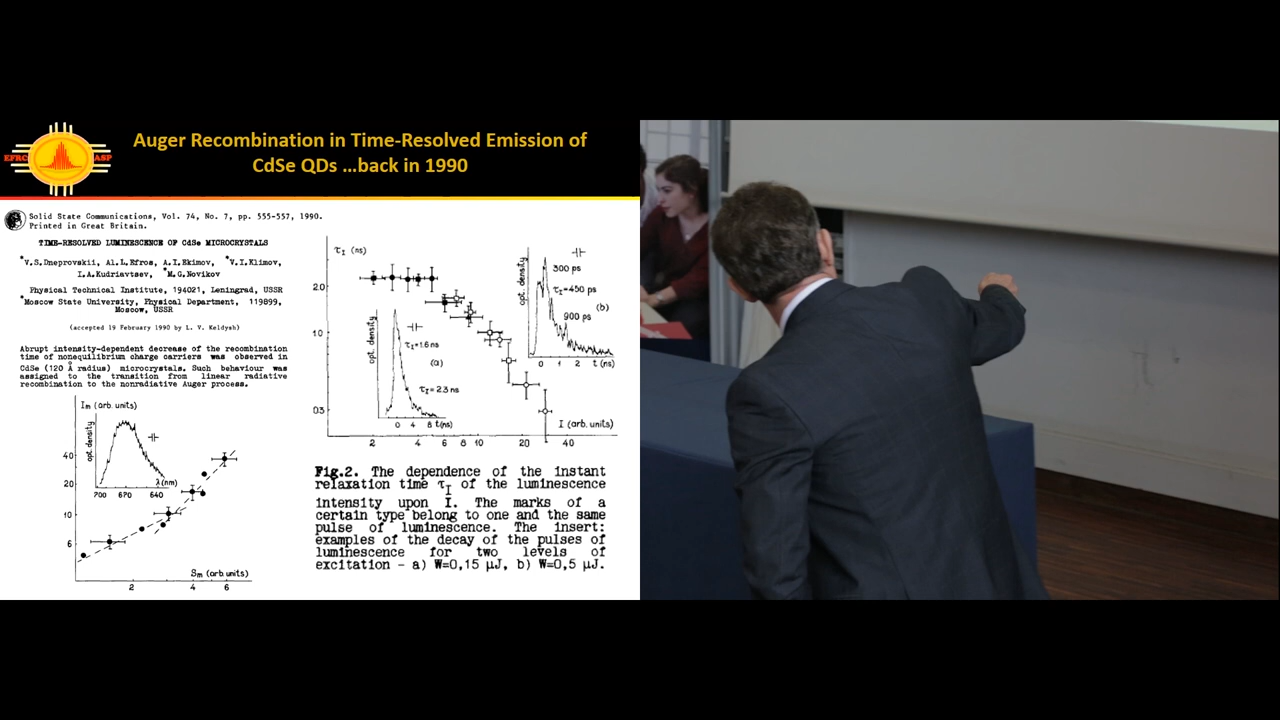 EFRC
ASP
Auger Recombination in Time-Resolved Emission of
CdSe QDs ...back in 1990
Solid State Communications, Vol. 74, No. 7, pp. 555-557, 1990.
Printed in Great Britain.
TIME-RESOLVED LUMINESCENCE OF CdSe MICROCRYSTALS
*V.S.Dneprovskii, Al.L.Efros, A.I.Ekimov, *V.I.Klimov,
I.A.Kudriavtsev, *M.G.Novikov
Physical Technical Institute, 194021, Leningrad, USSR
*Moscow State University, Physical Department, 119899,
Moscow, USSR
(accepted 19 February 1990 by L. V. Keldysh)
Abrupt intensity-dependent decrease of the recombination
time of nonequilibrium charge carriers was observed in
CdSe (120 Å radius) microcrystals. Such behaviour was
assigned to the transition from linear radiative
recombination to the nonradiative Auger process.
Im (arb. units)
opt. density
40
20
10
6
700 670 640
λ(nm)
Sm (arb. units)
2 4 6
τI (ns)
2.0
1.0
0.3
opt. density
τI=1.6 ns
(a)
τI=2.3 ns
0 4 8 t(ns)
opt. density
300 ps
τI=450 ps
(b)
900 ps
0 1 2 t (ns)
I (arb. units)
2 4 6 8 10 20 40
Fig.2. The dependence of the instant
relaxation time τI of the luminescence
intensity upon I. The marks of a
certain type belong to one and the same
pulse of luminescence. The insert:
examples of the decay of the pulses of
luminescence for two levels of
excitation - a) W=0,15 μJ, b) W=0,5 μJ.